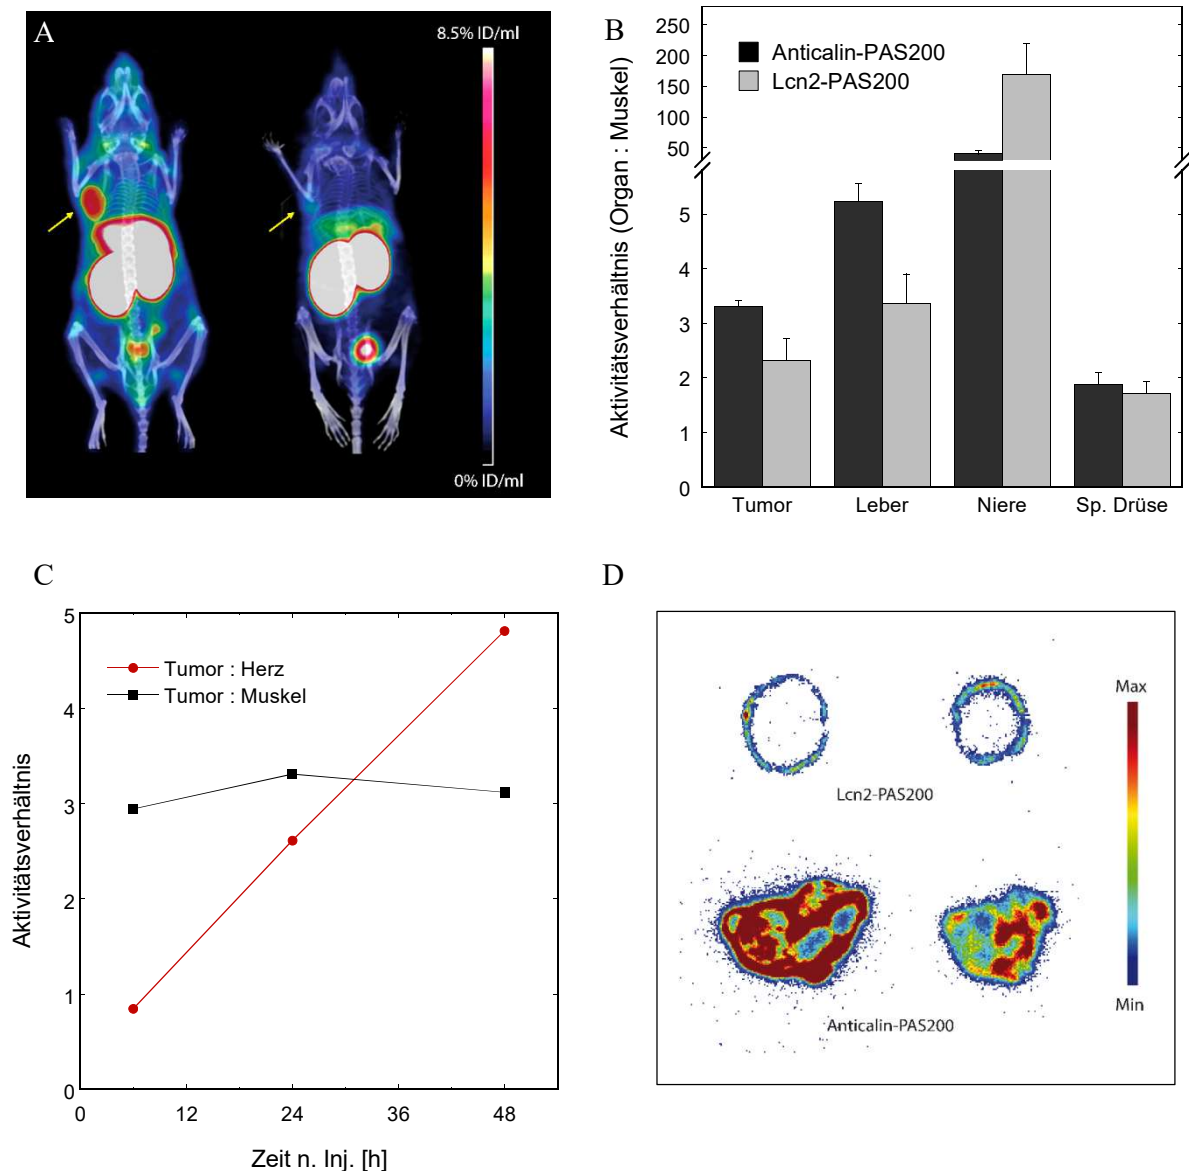 A
8.5% ID/ml
0% ID/ml
B
Aktivitätsverhältnis (Organ : Muskel)
250
200
150
100
50
5
4
3
2
1
0
Anticalin-PAS200
Lcn2-PAS200
Tumor Leber Niere Sp. Drüse
C
Aktivitätsverhältnis
5
4
3
2
1
0
Tumor : Herz
Tumor : Muskel
0 12 24 36 48
Zeit n. Inj. [h]
D
Max
Lcn2-PAS200
Min
Anticalin-PAS200